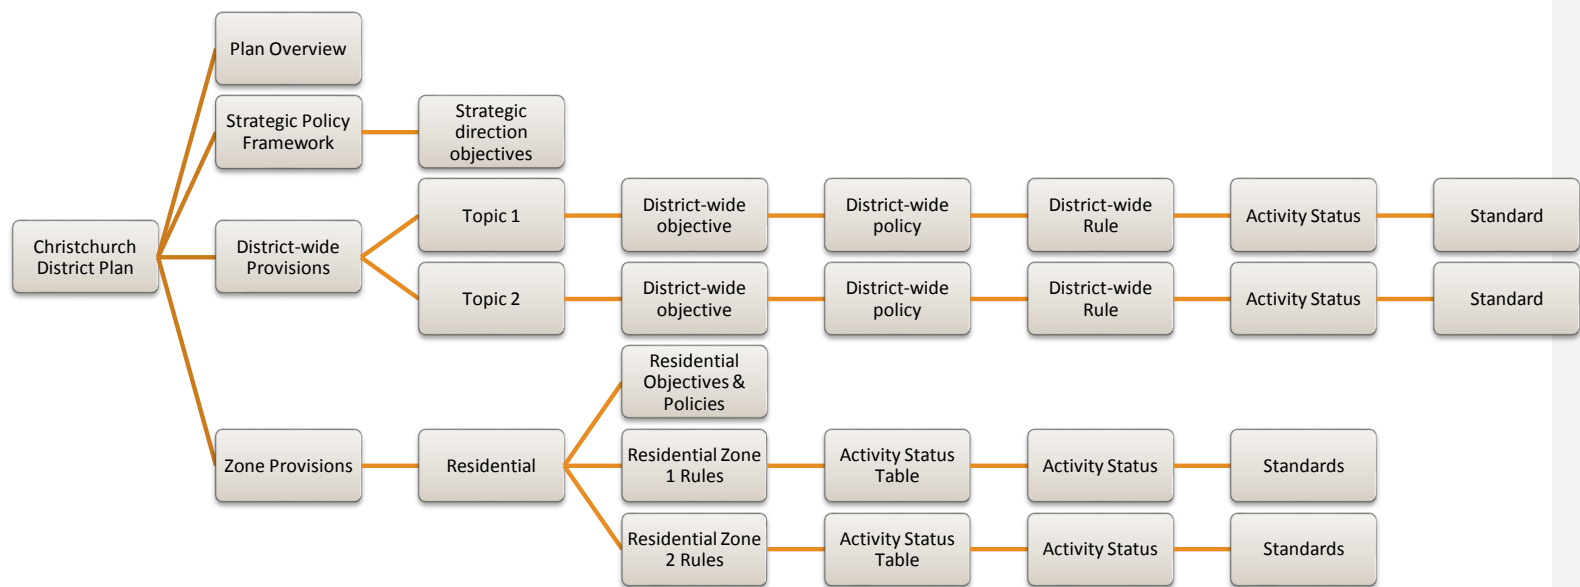 Plan Overview
Strategic Policy
Framework
Strategic
direction
objectives
Christchurch
District Plan
District-wide
Provisions
Topic 1
District-wide
objective
District-wide
policy
District-wide
Rule
Activity Status
Standard
Topic 2
District-wide
objective
District-wide
policy
District-wide
Rule
Activity Status
Standard
Zone Provisions
Residential
Residential
Objectives &
Policies
Residential Zone
1 Rules
Activity Status
Table
Activity Status
Standards
Residential Zone
2 Rules
Activity Status
Table
Activity Status
Standards